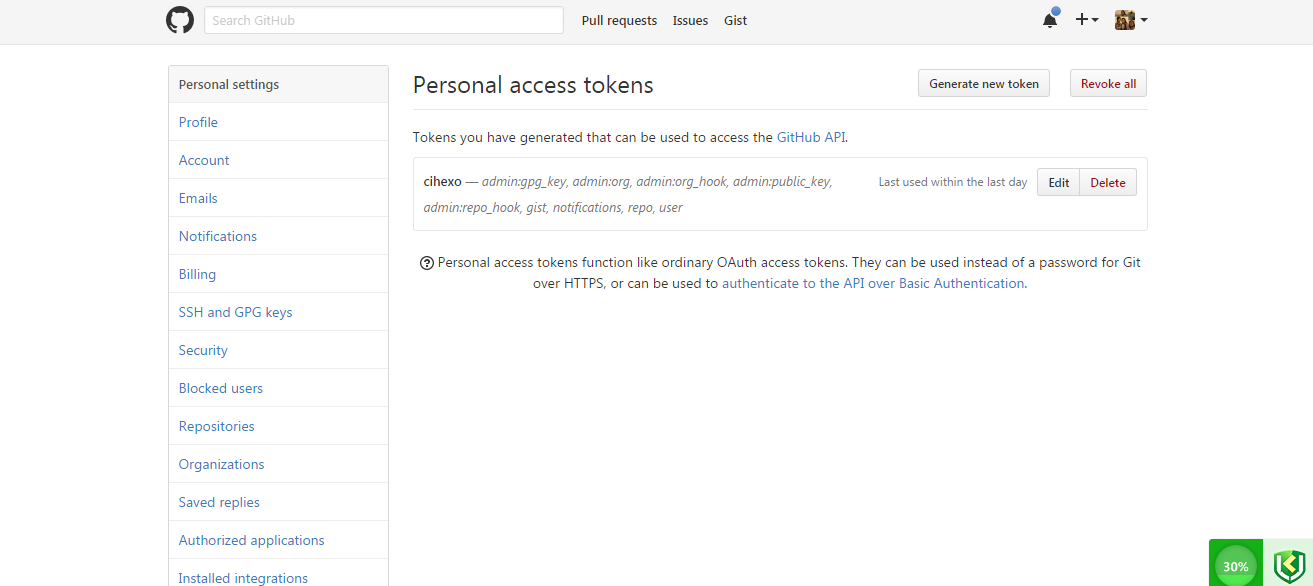 Search GitHub Pull requests Issues Gist
Personal settings
Profile
Account
Emails
Notifications
Billing
SSH and GPG keys
Security
Blocked users
Repositories
Organizations
Saved replies
Authorized applications
Installed integrations
Personal access tokens
Generate new token
Revoke all
Tokens you have generated that can be used to access the GitHub API.
cihexo — admin:gpg_key, admin:org, admin:org_hook, admin:public_key,
admin:repo_hook, gist, notifications, repo, user
Last used within the last day
Edit
Delete
Personal access tokens function like ordinary OAuth access tokens. They can be used instead of a password for Git
over HTTPS, or can be used to authenticate to the API over Basic Authentication.
30%